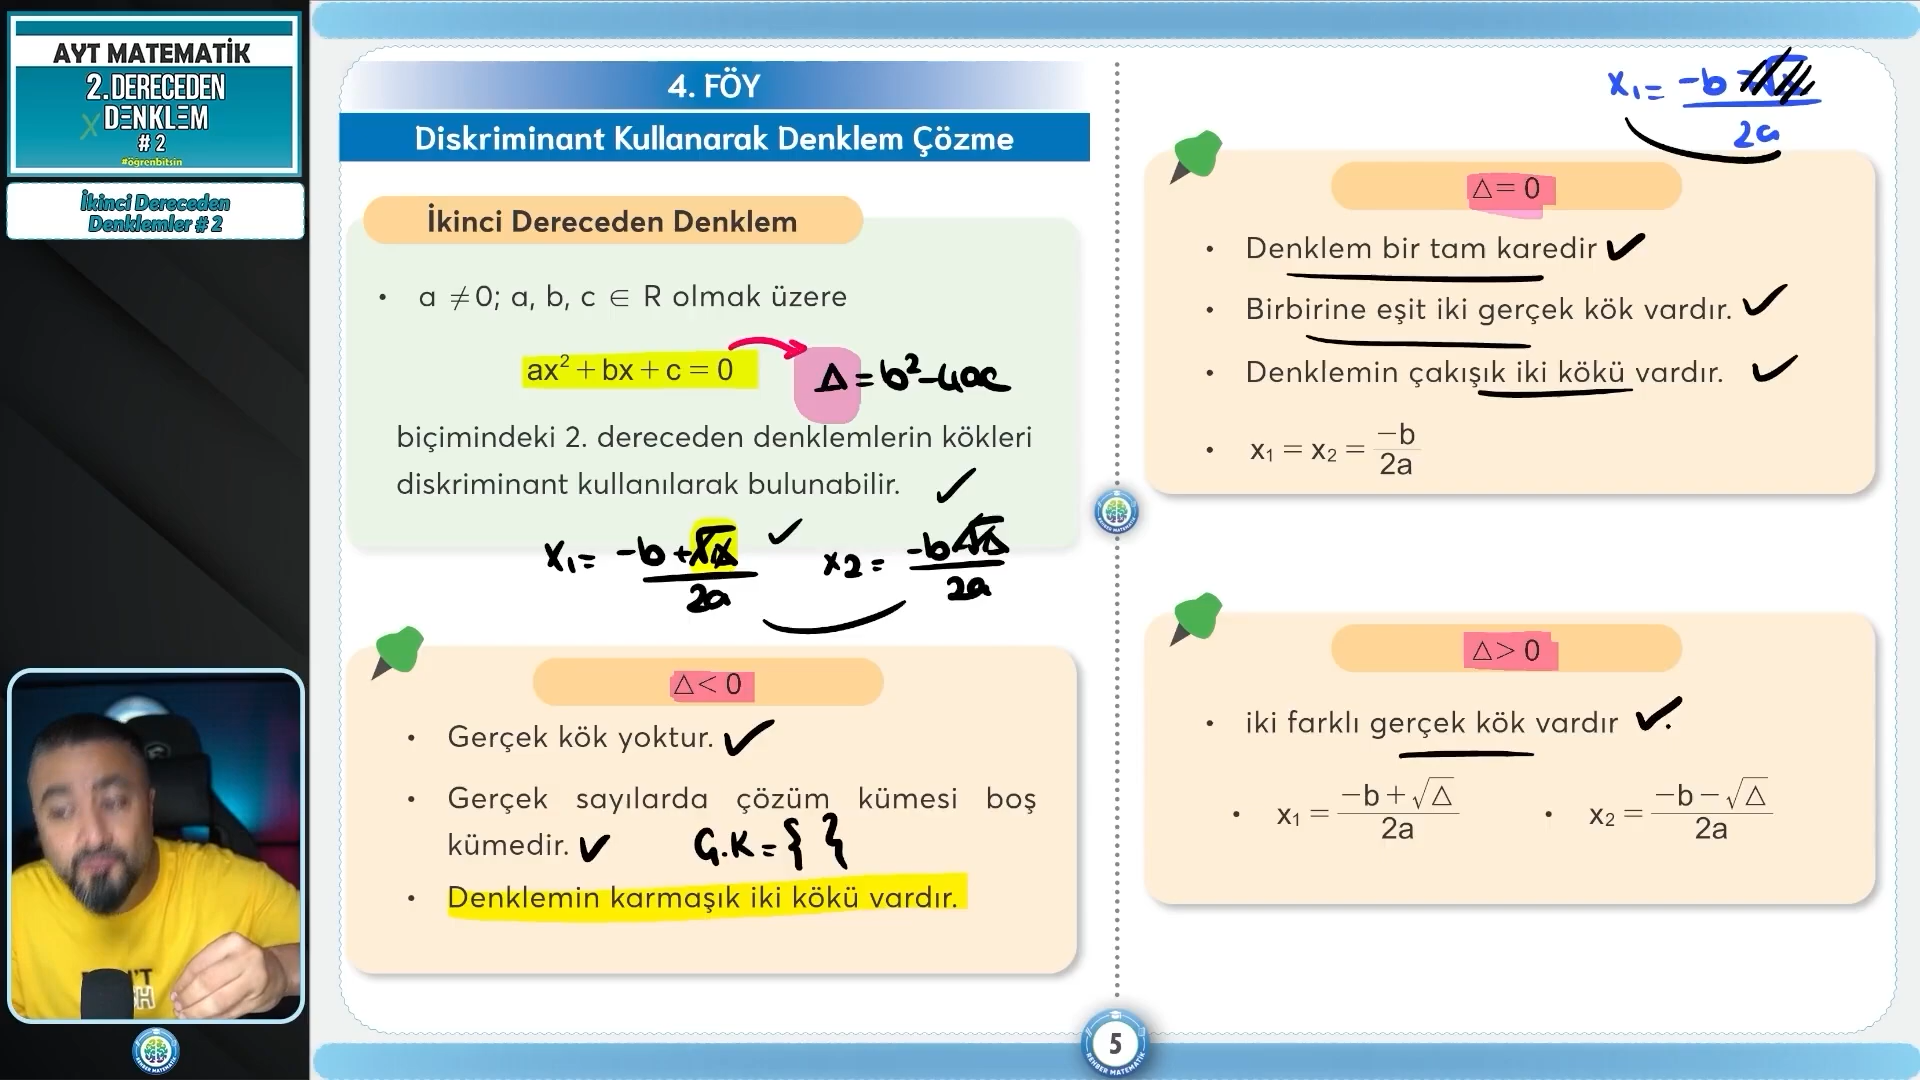 AYT MATEMATİK
2. DERECEDEN
DENKLEM
# 2
#öğrenbitsin
İkinci Dereceden
Denklemler # 2
4. FÖY
Diskriminant Kullanarak Denklem Çözme
İkinci Dereceden Denklem
• a ≠ 0; a, b, c ∈ R olmak üzere
ax² + bx + c = 0 Δ = b² - 4ac
biçimindeki 2. dereceden denklemlerin kökleri
diskriminant kullanılarak bulunabilir.
x₁ = (-b + √Δ) / 2a x₂ = (-b - √Δ) / 2a
△ < 0
• Gerçek kök yoktur.
• Gerçek sayılarda çözüm kümesi boş
kümedir. Ç.K = { }
• Denklemin karmaşık iki kökü vardır.
x₁ = -b / 2a
△ = 0
• Denklem bir tam karedir
• Birbirine eşit iki gerçek kök vardır.
• Denklemin çakışık iki kökü vardır.
• x₁ = x₂ = -b / 2a
△ > 0
• iki farklı gerçek kök vardır.
• x₁ = (-b + √△) / 2a • x₂ = (-b - √△) / 2a
5
REHBER MATEMATİK